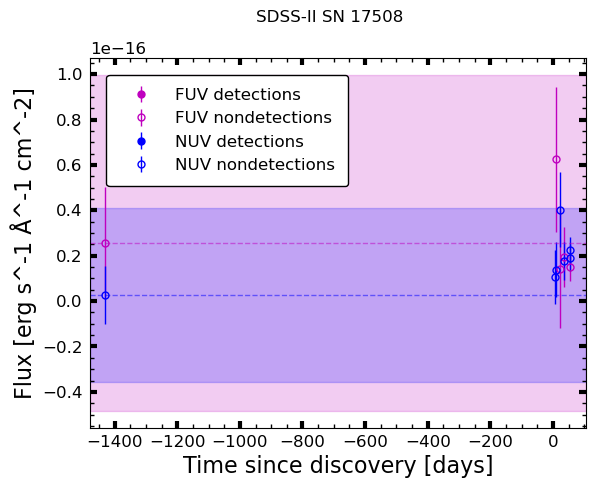 SDSS-II SN 17508
1e−16
FUV detections
FUV nondetections
NUV detections
NUV nondetections
1.0
0.8
0.6
0.4
0.2
0.0
−0.2
−0.4
Flux [erg s^-1 Å^-1 cm^-2]
−1400 −1200 −1000 −800 −600 −400 −200 0
Time since discovery [days]